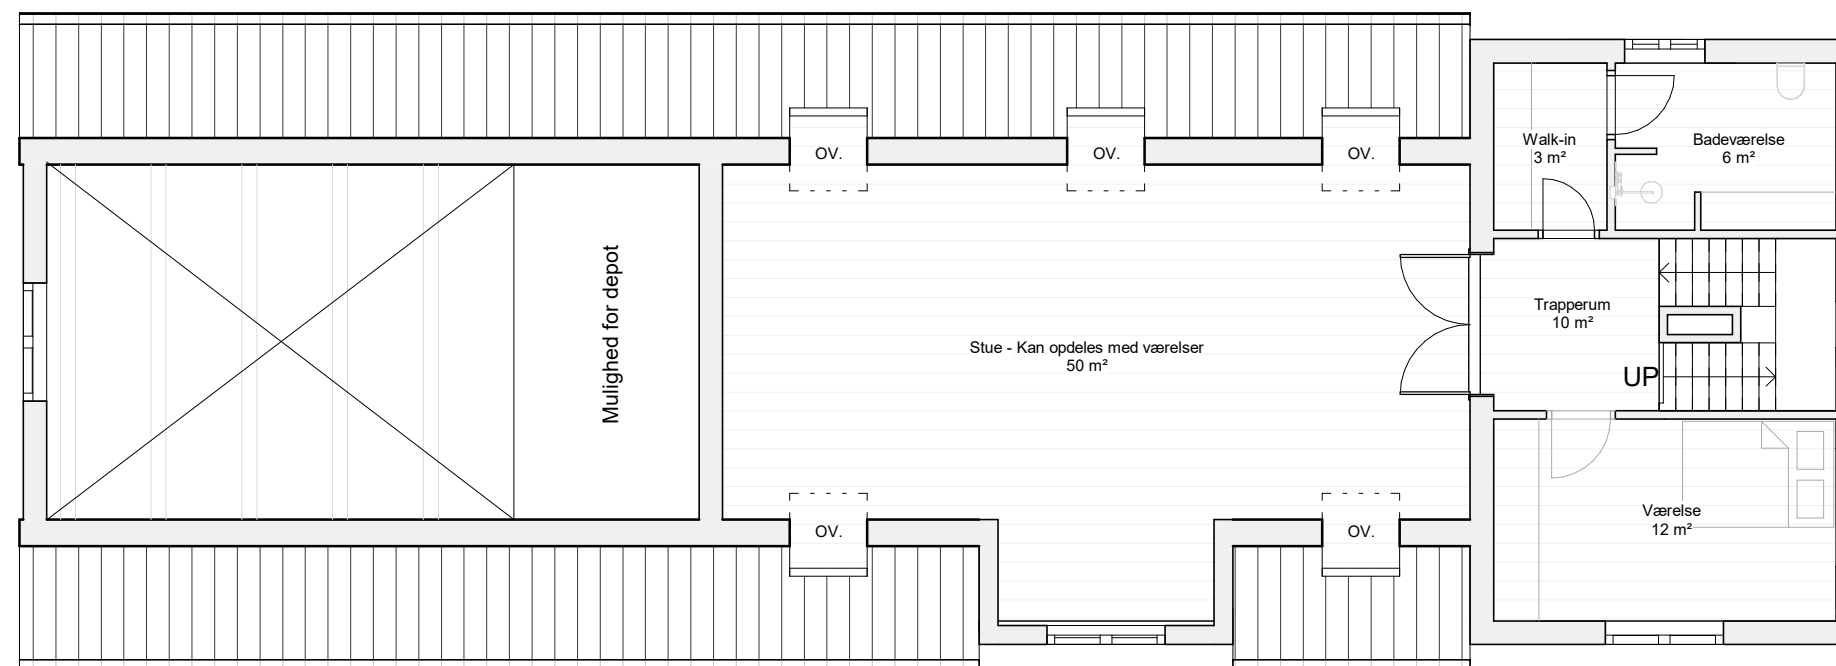 OV.
OV.
OV.
Walk-in
3 m²
Badeværelse
6 m²
Mulighed for depot
Stue - Kan opdeles med værelser
50 m²
Trapperum
10 m²
UP
OV.
OV.
Værelse
12 m²